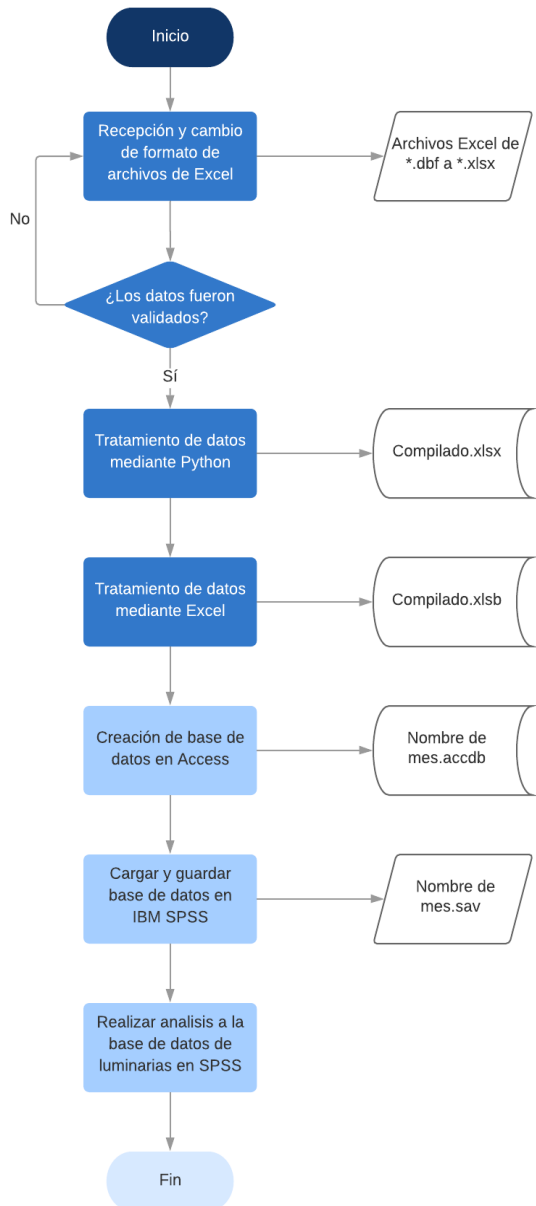 Inicio
Recepción y cambio
de formato de
archivos de Excel
Archivos Excel de
*.dbf a *.xlsx
No
¿Los datos fueron
validados?
Sí
Tratamiento de datos
mediante Python
Compilado.xlsx
Tratamiento de datos
mediante Excel
Compilado.xlsb
Creación de base de
datos en Access
Nombre de
mes.accdb
Cargar y guardar
base de datos en
IBM SPSS
Nombre de
mes.sav
Realizar analisis a la
base de datos de
luminarias en SPSS
Fin